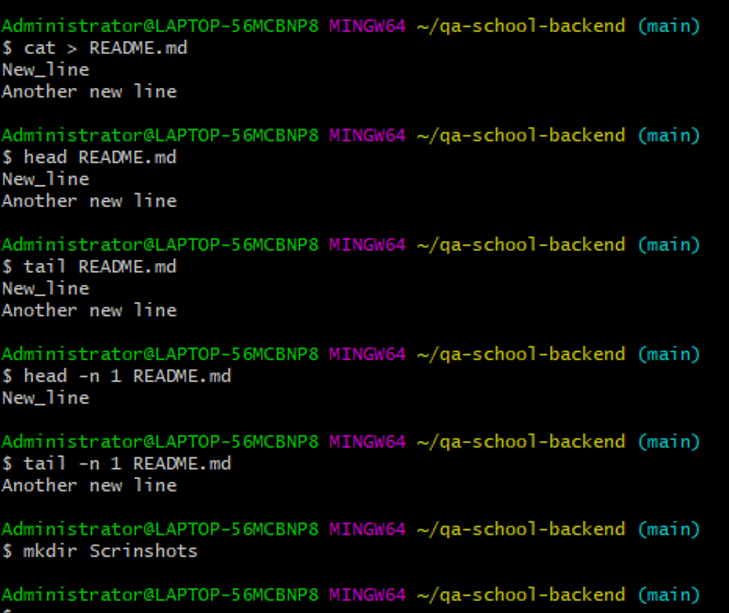 Administrator@LAPTOP-56MCBNP8 MINGW64 ~/qa-school-backend (main)
$ cat > README.md
New_line
Another new line
Administrator@LAPTOP-56MCBNP8 MINGW64 ~/qa-school-backend (main)
$ head README.md
New_line
Another new line
Administrator@LAPTOP-56MCBNP8 MINGW64 ~/qa-school-backend (main)
$ tail README.md
New_line
Another new line
Administrator@LAPTOP-56MCBNP8 MINGW64 ~/qa-school-backend (main)
$ head -n 1 README.md
New_line
Administrator@LAPTOP-56MCBNP8 MINGW64 ~/qa-school-backend (main)
$ tail -n 1 README.md
Another new line
Administrator@LAPTOP-56MCBNP8 MINGW64 ~/qa-school-backend (main)
$ mkdir Scrinshots
Administrator@LAPTOP-56MCBNP8 MINGW64 ~/qa-school-backend (main)